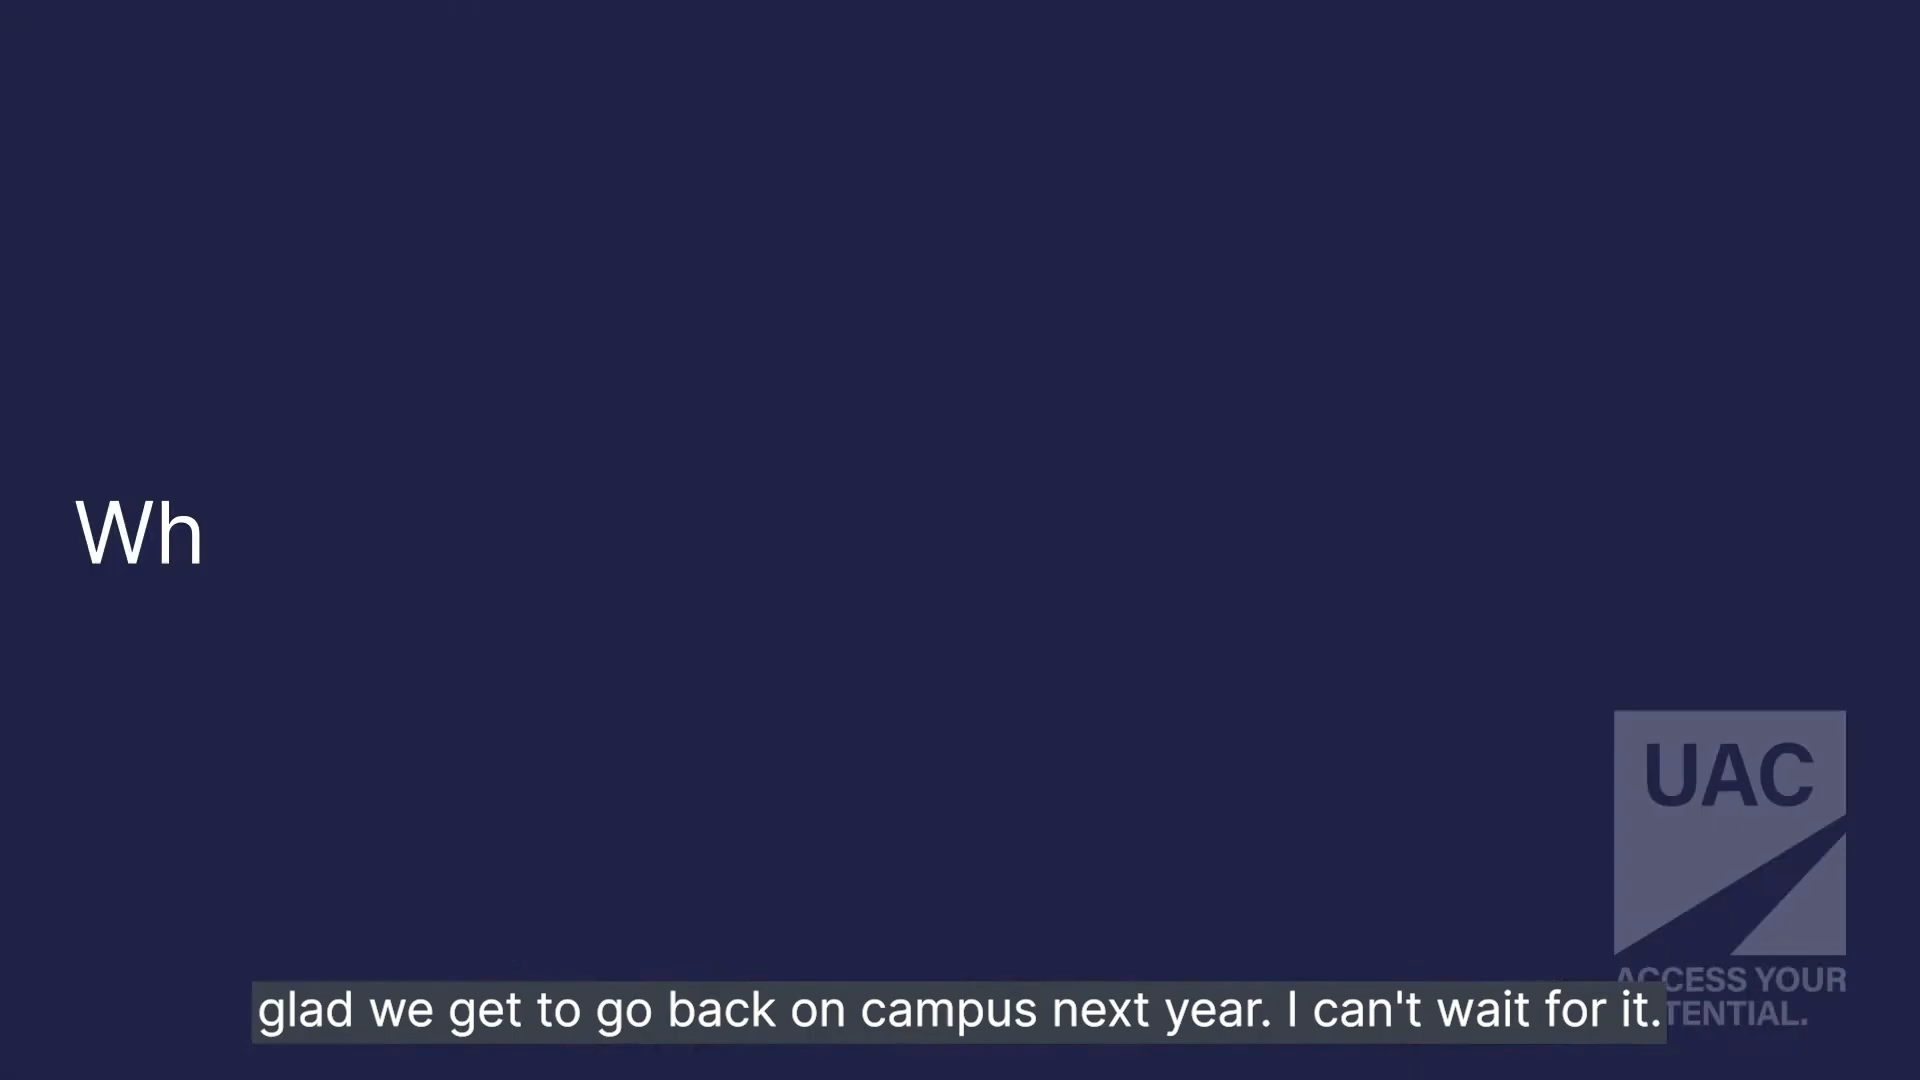 Wh
UAC
ACCESS YOUR
TENTIAL.
glad we get to go back on campus next year. I can't wait for it.